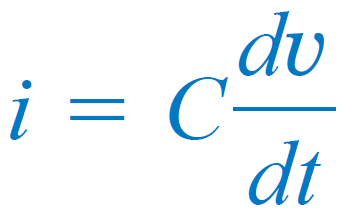 i = C dv/dt